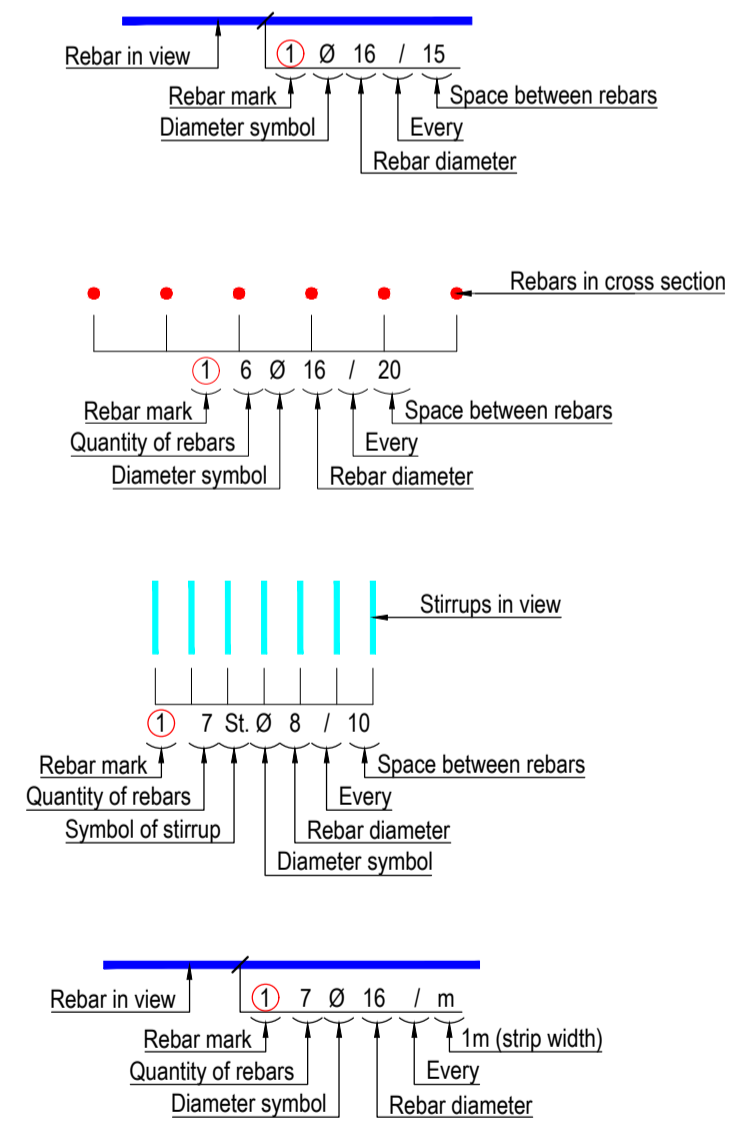 1 Ø 16 / 15
Rebar in view
Rebar mark
Space between rebars
Diameter symbol
Every
Rebar diameter
Rebars in cross section
1 6 Ø 16 / 20
Rebar mark
Space between rebars
Quantity of rebars
Every
Diameter symbol
Rebar diameter
Stirrups in view
1 7 St. Ø 8 / 10
Rebar mark
Space between rebars
Quantity of rebars
Every
Symbol of stirrup
Rebar diameter
Diameter symbol
1 7 Ø 16 / m
Rebar in view
Rebar mark
1m (strip width)
Quantity of rebars
Every
Diameter symbol
Rebar diameter